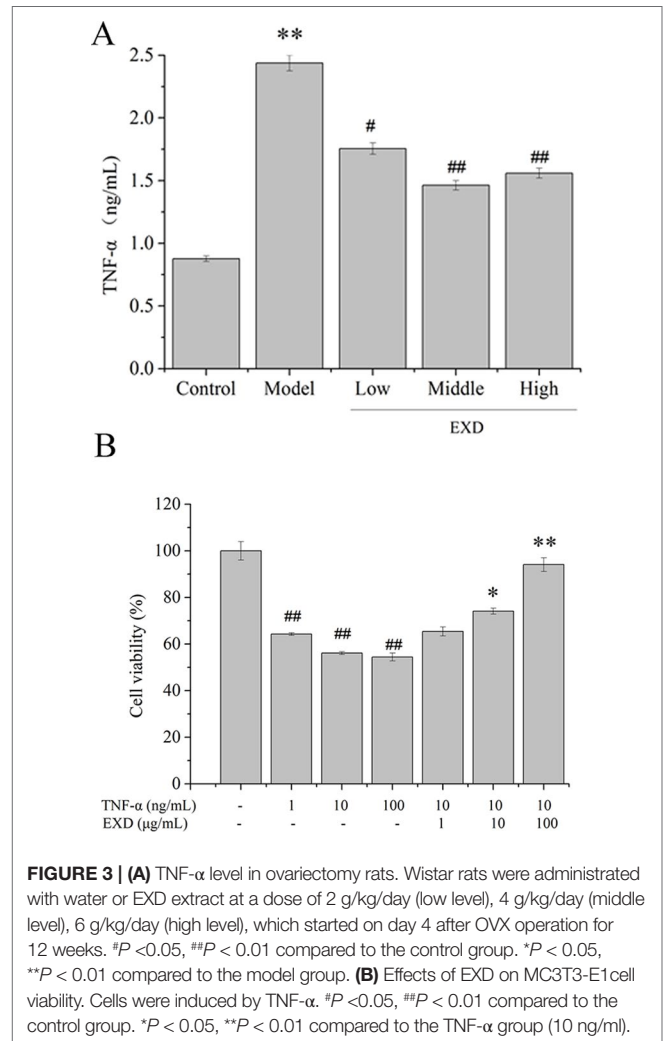 A
**
2.5
#
2.0
##
##
1.5
TNF-α （ng/mL）
1.0
0.5
0.0
Control Model Low Middle High
EXD
B
120
**
100
*
80
##
##
##
60
Cell viability (%)
40
20
0
TNF-α (ng/mL) - 1 10 100 10 10 10
EXD (μg/mL) - - - - 1 10 100
FIGURE 3 | (A) TNF-α level in ovariectomy rats. Wistar rats were administrated
with water or EXD extract at a dose of 2 g/kg/day (low level), 4 g/kg/day (middle
level), 6 g/kg/day (high level), which started on day 4 after OVX operation for
12 weeks. #P <0.05, ##P < 0.01 compared to the control group. *P < 0.05,
**P < 0.01 compared to the model group. (B) Effects of EXD on MC3T3-E1cell
viability. Cells were induced by TNF-α. #P <0.05, ##P < 0.01 compared to the
control group. *P < 0.05, **P < 0.01 compared to the TNF-α group (10 ng/ml).